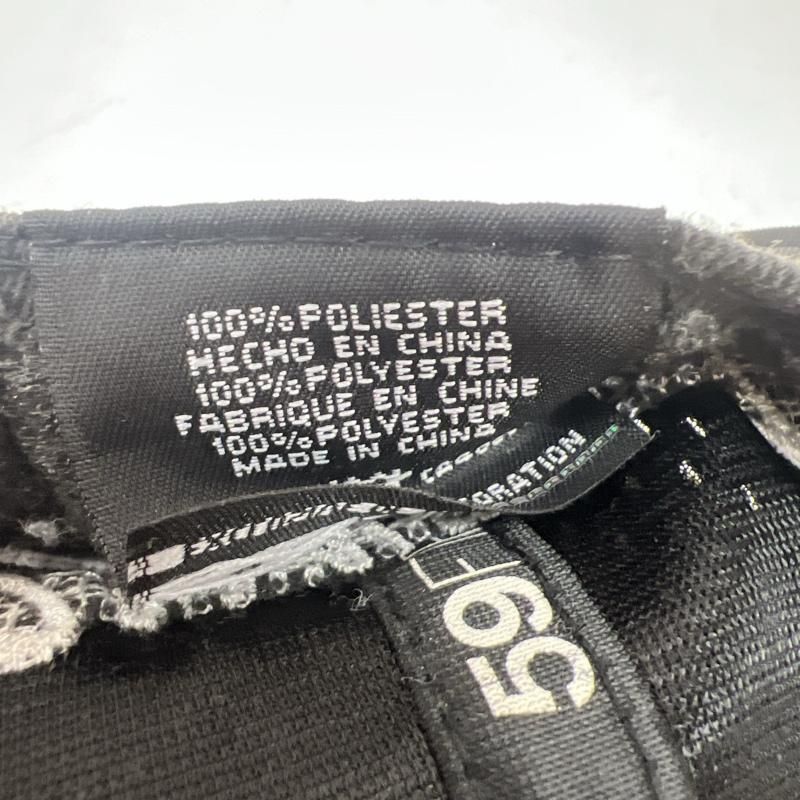 100% POLIESTER
HECHO EN CHINA
100% POLYESTER
FABRIQUE EN CHINE
100% POLYESTER
MADE IN CHINA
59F